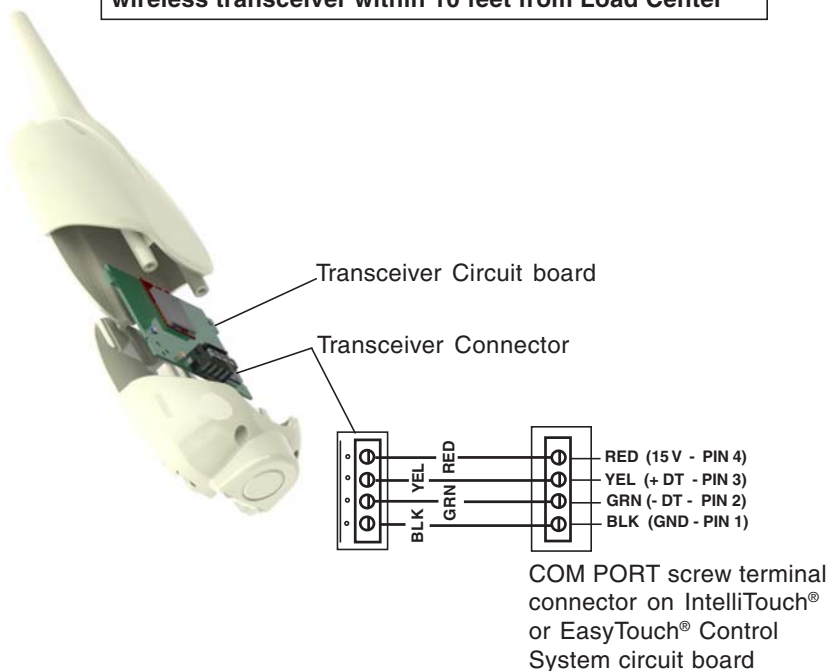 wireless transceiver within 10 feet from Load Center
Transceiver Circuit board
Transceiver Connector
RED
YEL
GRN
BLK
RED (15 V - PIN 4)
YEL (+ DT - PIN 3)
GRN (- DT - PIN 2)
BLK (GND - PIN 1)
COM PORT screw terminal
connector on IntelliTouch®
or EasyTouch® Control
System circuit board